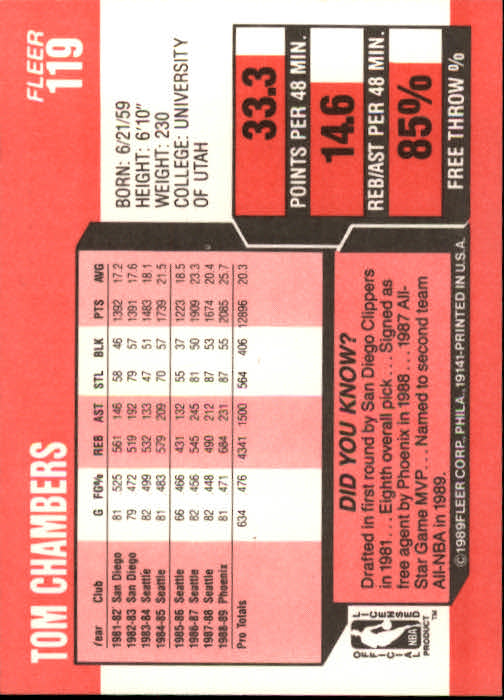 TOM CHAMBERS
FLEER
119
BORN: 6/21/59
HEIGHT: 6'10"
WEIGHT: 230
COLLEGE: UNIVERSITY
OF UTAH
33.3
POINTS PER 48 MIN.
14.6
REB/AST PER 48 MIN.
85%
FREE THROW %
/ear Club G FG% REB AST STL BLK PTS AVG
1981-82 San Diego 81 525 561 146 58 46 1392 17.2
1982-83 San Diego 79 472 519 192 79 57 1391 17.6
1983-84 Seattle 82 499 532 133 47 51 1483 18.1
1984-85 Seattle 81 483 579 209 70 57 1739 21.5
1985-86 Seattle 66 466 431 132 55 37 1223 18.5
1986-87 Seattle 82 456 545 245 81 50 1909 23.3
1987-88 Seattle 82 448 490 212 87 53 1674 20.4
1988-89 Phoenix 81 471 684 231 87 55 2085 25.7
Pro Totals 634 476 4341 1500 564 406 12896 20.3
DID YOU KNOW?
Drafted in first round by San Diego Clippers
in 1981... Eighth overall pick... Signed as
free agent by Phoenix in 1988... 1987 All-
Star Game MVP... Named to second team
All-NBA in 1989.
OFFICIAL LICENSED
NBA
PRODUCT™
©1989FLEER CORP., PHILA., 19141-PRINTED IN U.S.A.